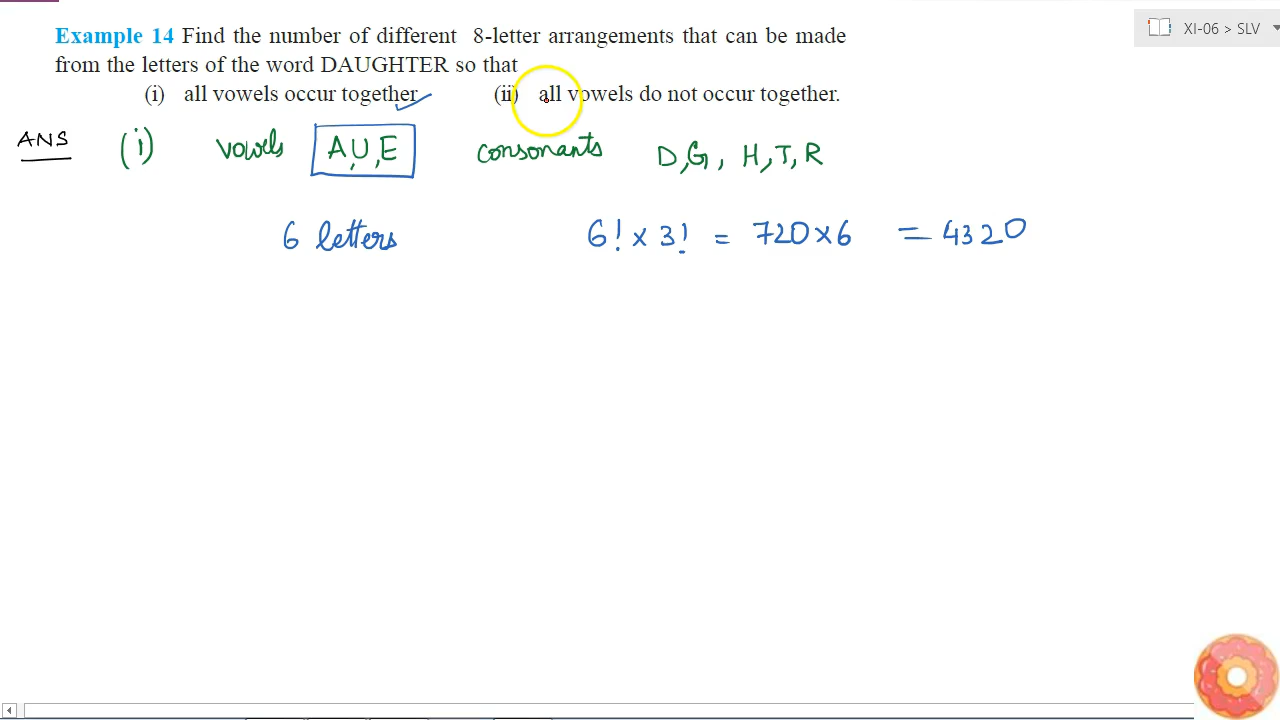 Example 14 Find the number of different 8-letter arrangements that can be made
from the letters of the word DAUGHTER so that
(i) all vowels occur together (ii) all vowels do not occur together.
XI-06 > SLV
ANS (i) vowels A, U, E consonants D, G, H, T, R
6 letters 6! × 3! = 720 × 6 = 4320